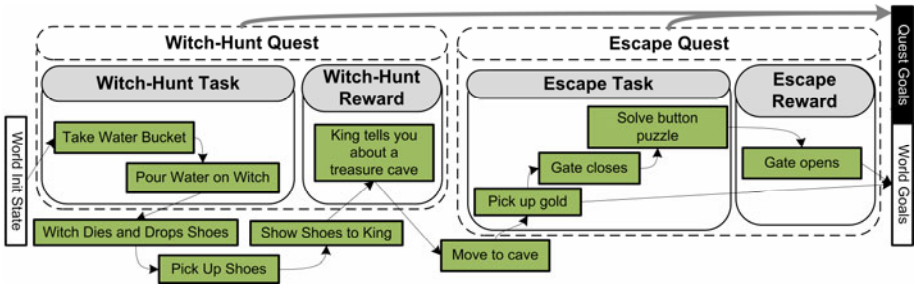 Witch-Hunt Quest
Escape Quest
Witch-Hunt Task
Witch-Hunt
Reward
Escape Task
Escape
Reward
World Init State
Take Water Bucket
Pour Water on Witch
Witch Dies and Drops Shoes
Pick Up Shoes
Show Shoes to King
King tells you
about a
treasure cave
Move to cave
Pick up gold
Gate closes
Solve button
puzzle
Gate opens
Quest Goals
World Goals